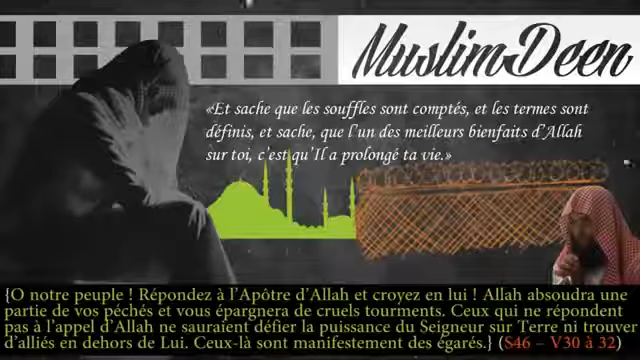 MuslimDeen
«Et sache que les souffles sont comptés, et les termes sont
définis, et sache, que l'un des meilleurs bienfaits d'Allah
sur toi, c'est qu'Il a prolongé ta vie.»
{O notre peuple ! Répondez à l'Apôtre d'Allah et croyez en lui ! Allah absoudra une
partie de vos péchés et vous épargnera de cruels tourments. Ceux qui ne répondent
pas à l'appel d'Allah ne sauraient défier la puissance du Seigneur sur Terre ni trouver
d'alliés en dehors de Lui. Ceux-là sont manifestement des égarés.} (S46 – V30 à 32)